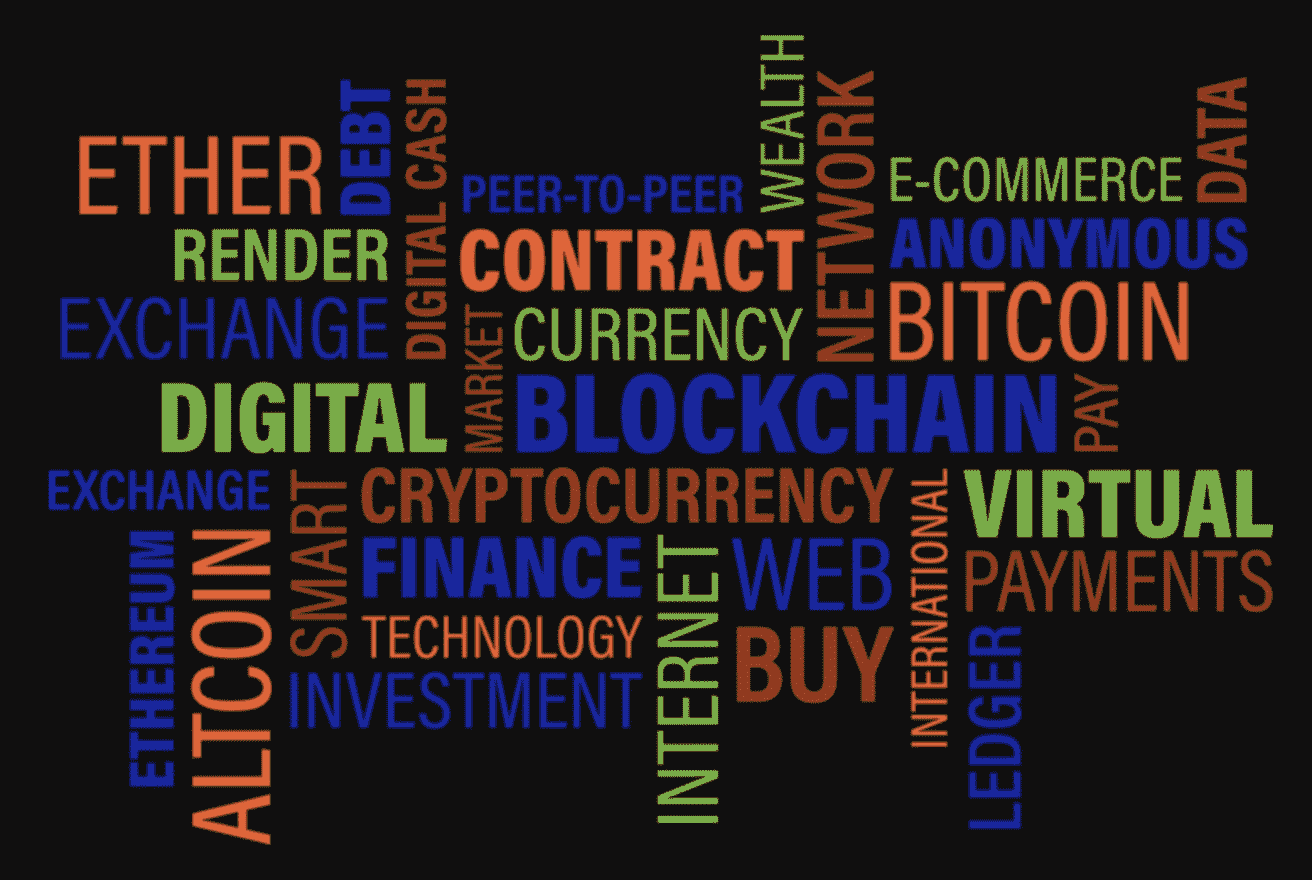 WEALTH
NETWORK
DATA
DEBT
DIGITAL CASH
ETHER
PEER-TO-PEER
E-COMMERCE
RENDER
CONTRACT
ANONYMOUS
EXCHANGE
MARKET
CURRENCY
BITCOIN
DIGITAL
BLOCKCHAIN
PAY
EXCHANGE
SMART
CRYPTOCURRENCY
INTERNATIONAL
VIRTUAL
ETHEREUM
ALTCOIN
FINANCE
INTERNET
WEB
PAYMENTS
TECHNOLOGY
BUY
LEDGER
INVESTMENT